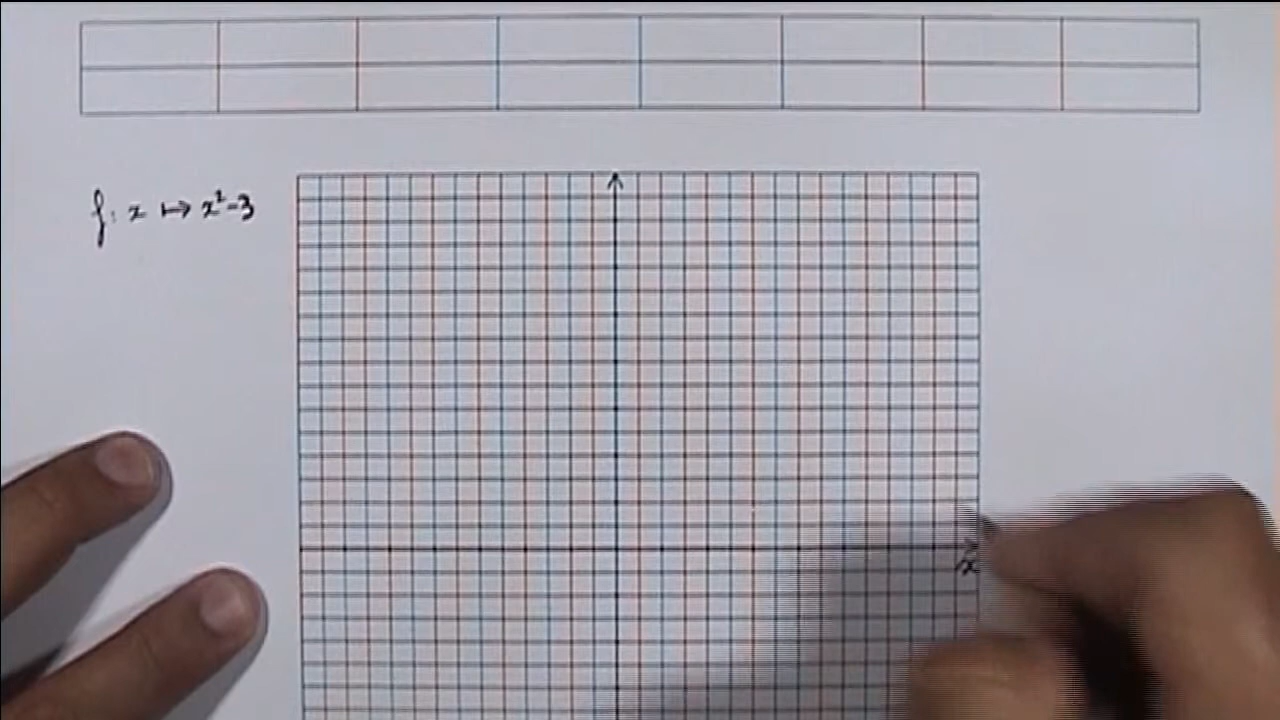 f: x ↦ x²-3
x